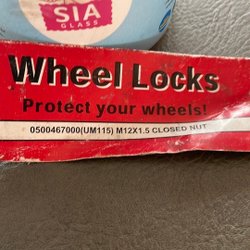 SIA
GLASS
Wheel Locks
Protect your wheels!
0500467000(UM115) M12X1.5 CLOSED NUT